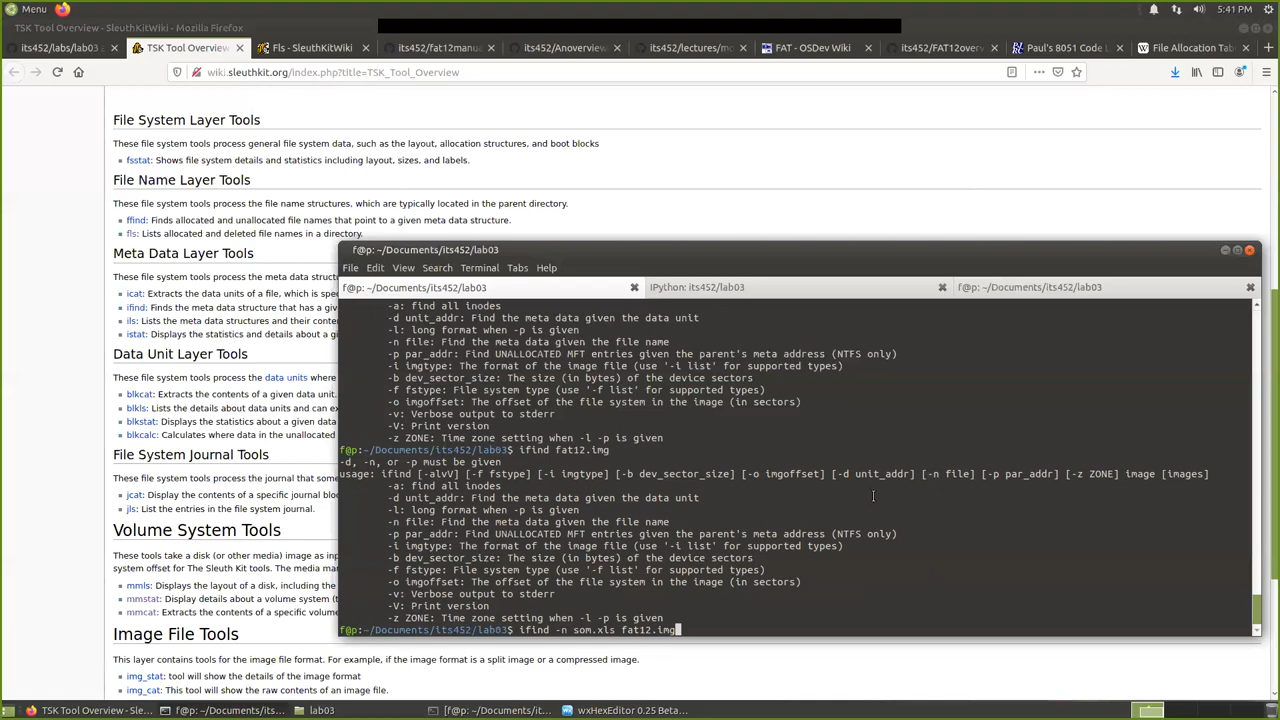 Menu
5:41 PM
TSK Tool Overview - SleuthKitWiki - Mozilla Firefox
its452/labs/lab03
TSK Tool Overview
Fls - SleuthKitWiki
its452/fat12manua
its452/Anoverview
its452/lectures/mo
FAT - OSDev Wiki
its452/FAT12over
Paul's 8051 Code L
File Allocation Tab
wiki.sleuthkit.org/index.php?title=TSK_Tool_Overview
File System Layer Tools
These file system tools process general file system data, such as the layout, allocation structures, and boot blocks
fsstat: Shows file system details and statistics including layout, sizes, and labels.
File Name Layer Tools
These file system tools process the file name structures, which are typically located in the parent directory.
ffind: Finds allocated and unallocated file names that point to a given meta data structure.
fls: Lists allocated and deleted file names in a directory.
Meta Data Layer Tools
These file system tools process the meta data struct
icat: Extracts the data units of a file, which is spec
ifind: Finds the meta data structure that has a giv
ils: Lists the meta data structures and their conten
istat: Displays the statistics and details about a g
Data Unit Layer Tools
These file system tools process the data units where
blkcat: Extracts the contents of a given data unit.
blkls: Lists the details about data units and can ex
blkstat: Displays the statistics about a given data
blkcalc: Calculates where data in the unallocated
File System Journal Tools
These file system tools process the journal that som
jcat: Display the contents of a specific journal bloc
jls: List the entries in the file system journal.
Volume System Tools
These tools take a disk (or other media) image as inp
system offset for The Sleuth Kit tools. The media man
mmls: Displays the layout of a disk, including the
mmstat: Display details about a volume system (t
mmcat: Extracts the contents of a specific volume
Image File Tools
This layer contains tools for the image file format. For example, if the image format is a split image or a compressed image.
img_stat: tool will show the details of the image format
img_cat: This tool will show the raw contents of an image file.
f@p: ~/Documents/its452/lab03
File Edit View Search Terminal Tabs Help
f@p: ~/Documents/its452/lab03
IPython: its452/lab03
f@p: ~/Documents/its452/lab03
-a: find all inodes
-d unit_addr: Find the meta data given the data unit
-l: long format when -p is given
-n file: Find the meta data given the file name
-p par_addr: Find UNALLOCATED MFT entries given the parent's meta address (NTFS only)
-i imgtype: The format of the image file (use '-i list' for supported types)
-b dev_sector_size: The size (in bytes) of the device sectors
-f fstype: File system type (use '-f list' for supported types)
-o imgoffset: The offset of the file system in the image (in sectors)
-v: Verbose output to stderr
-V: Print version
-z ZONE: Time zone setting when -l -p is given
f@p:~/Documents/its452/lab03$ ifind fat12.img
-d, -n, or -p must be given
usage: ifind [-alvV] [-f fstype] [-i imgtype] [-b dev_sector_size] [-o imgoffset] [-d unit_addr] [-n file] [-p par_addr] [-z ZONE] image [images]
-a: find all inodes
-d unit_addr: Find the meta data given the data unit
-l: long format when -p is given
-n file: Find the meta data given the file name
-p par_addr: Find UNALLOCATED MFT entries given the parent's meta address (NTFS only)
-i imgtype: The format of the image file (use '-i list' for supported types)
-b dev_sector_size: The size (in bytes) of the device sectors
-f fstype: File system type (use '-f list' for supported types)
-o imgoffset: The offset of the file system in the image (in sectors)
-v: Verbose output to stderr
-V: Print version
-z ZONE: Time zone setting when -l -p is given
f@p:~/Documents/its452/lab03$ ifind -n som.xls fat12.img
TSK Tool Overview - Sl...
f@p: ~/Documents/its...
lab03
[f@p: ~/Documents/it...
wxHexEditor 0.25 Beta...